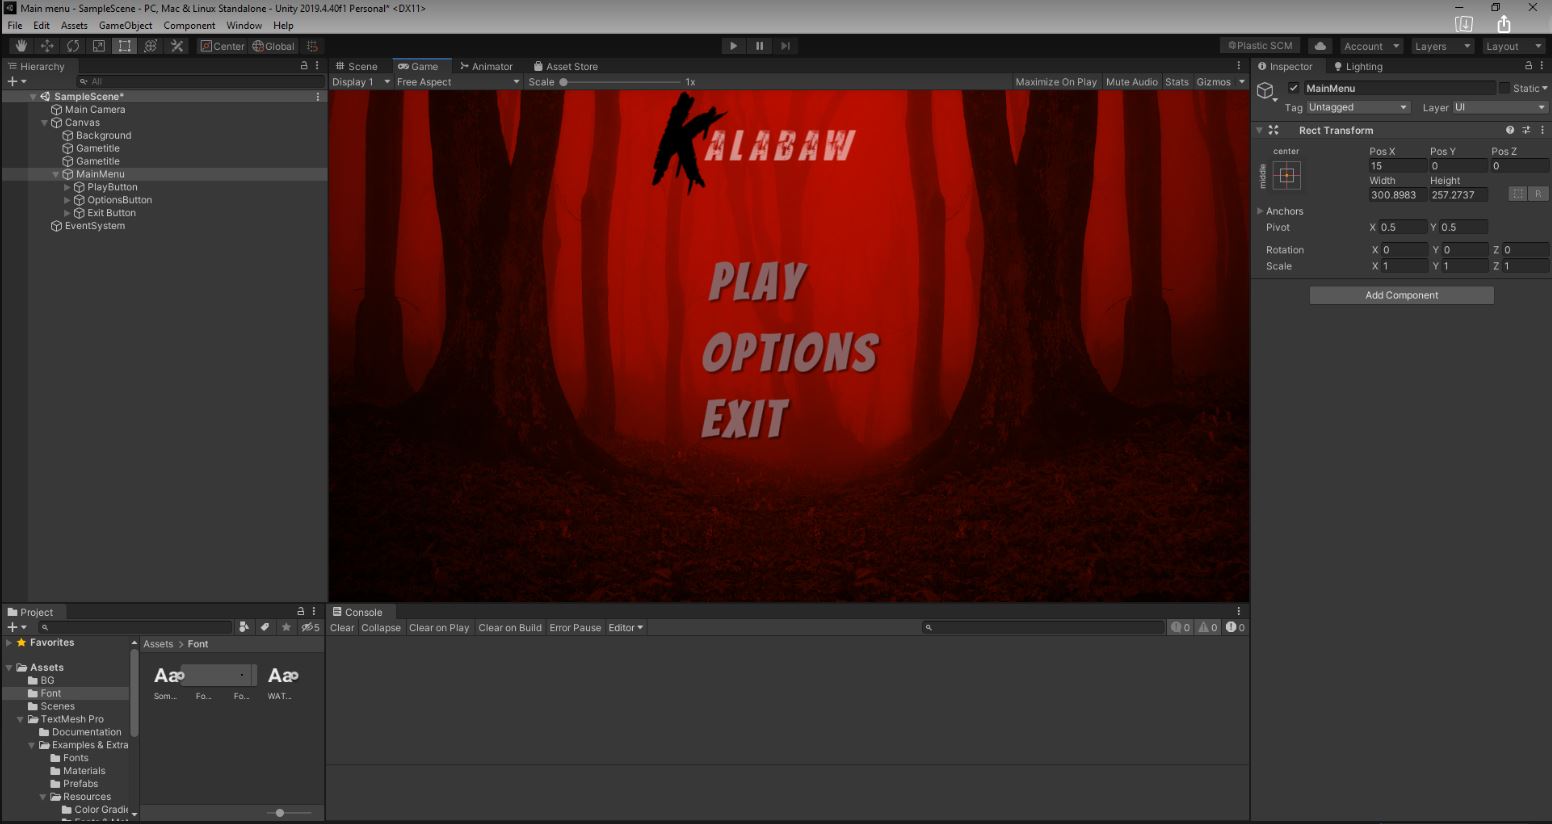 Main menu - SampleScene - PC, Mac & Linux Standalone - Unity 2019.4.40f1 Personal* <DX11>
File Edit Assets GameObject Component Window Help
Center Global Plastic SCM Account Layers Layout
Hierarchy
All
SampleScene*
Main Camera
Canvas
Background
Gametitle
Gametitle
MainMenu
PlayButton
OptionsButton
Exit Button
EventSystem
Scene Game Animator Asset Store
Display 1 Free Aspect Scale 1x Maximize On Play Mute Audio Stats Gizmos
KALABAW
PLAY
OPTIONS
EXIT
Inspector Lighting
MainMenu Static
Tag Untagged Layer UI
Rect Transform
center
middle
Pos X Pos Y Pos Z
15 0 0
Width Height
300.8983 257.2737 R
Anchors
Pivot X 0.5 Y 0.5
Rotation X 0 Y 0 Z 0
Scale X 1 Y 1 Z 1
Add Component
Project
5
Favorites
Assets
BG
Font
Scenes
TextMesh Pro
Documentation
Examples & Extra
Fonts
Materials
Prefabs
Resources
Color Gradie
Assets > Font
Aa Aa
Som... Fo... Fo... WAT...
Console
Clear Collapse Clear on Play Clear on Build Error Pause Editor 0 0 0